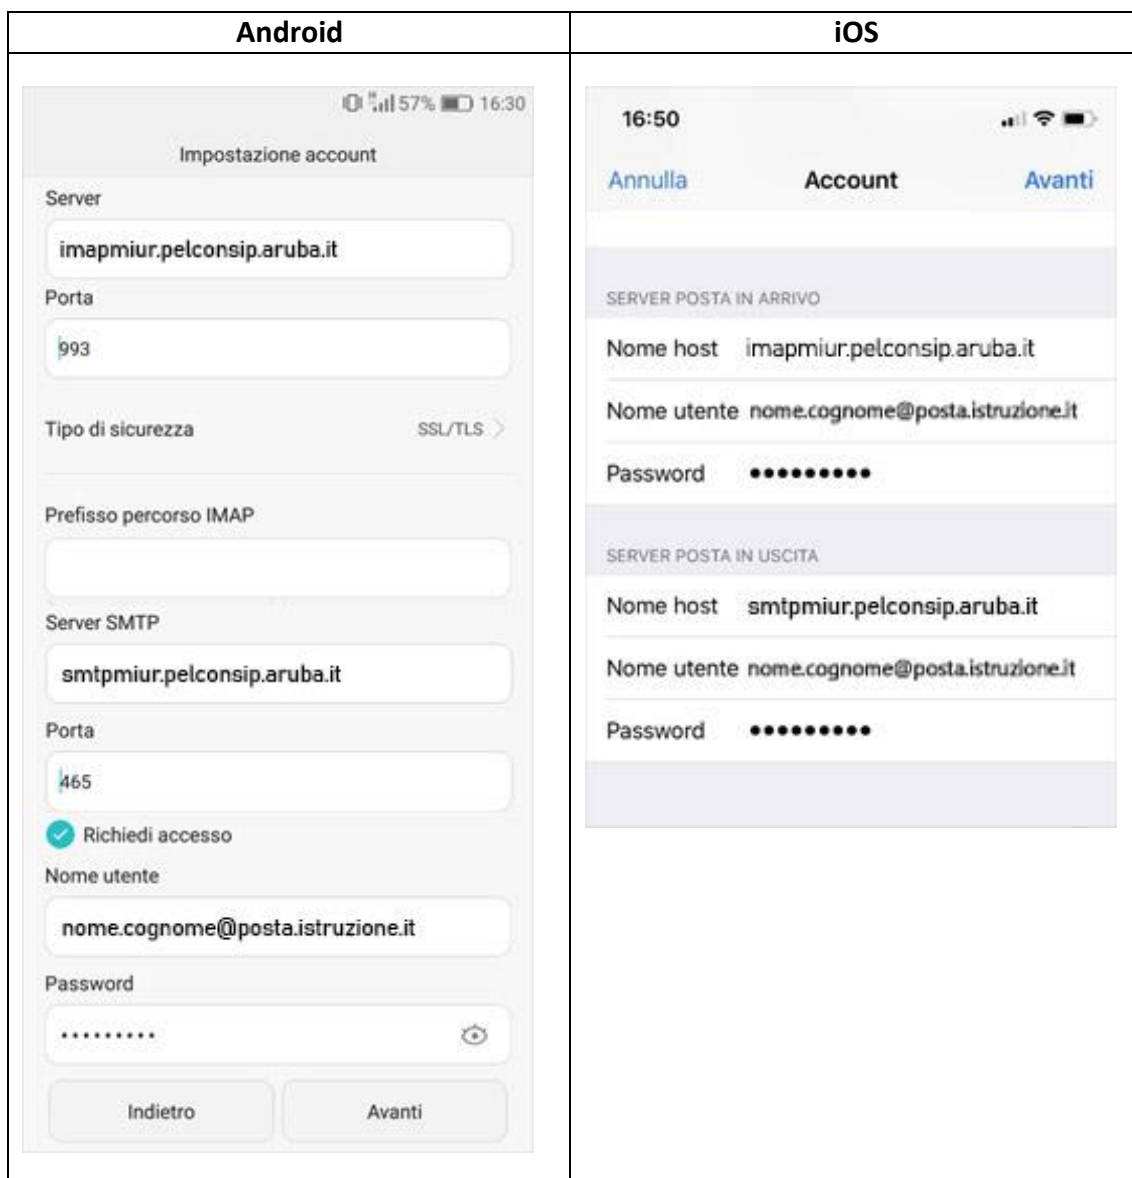 Android
iOS
57% 16:30
Impostazione account
Server
imapmiur.pelconsip.aruba.it
Porta
993
Tipo di sicurezza SSL/TLS
Prefisso percorso IMAP
Server SMTP
smtpmiur.pelconsip.aruba.it
Porta
465
Richiedi accesso
Nome utente
nome.cognome@posta.istruzione.it
Password
•••••••••
Indietro Avanti
16:50
Annulla Account Avanti
SERVER POSTA IN ARRIVO
Nome host imapmiur.pelconsip.aruba.it
Nome utente nome.cognome@posta.istruzione.it
Password •••••••••
SERVER POSTA IN USCITA
Nome host smtpmiur.pelconsip.aruba.it
Nome utente nome.cognome@posta.istruzione.it
Password •••••••••